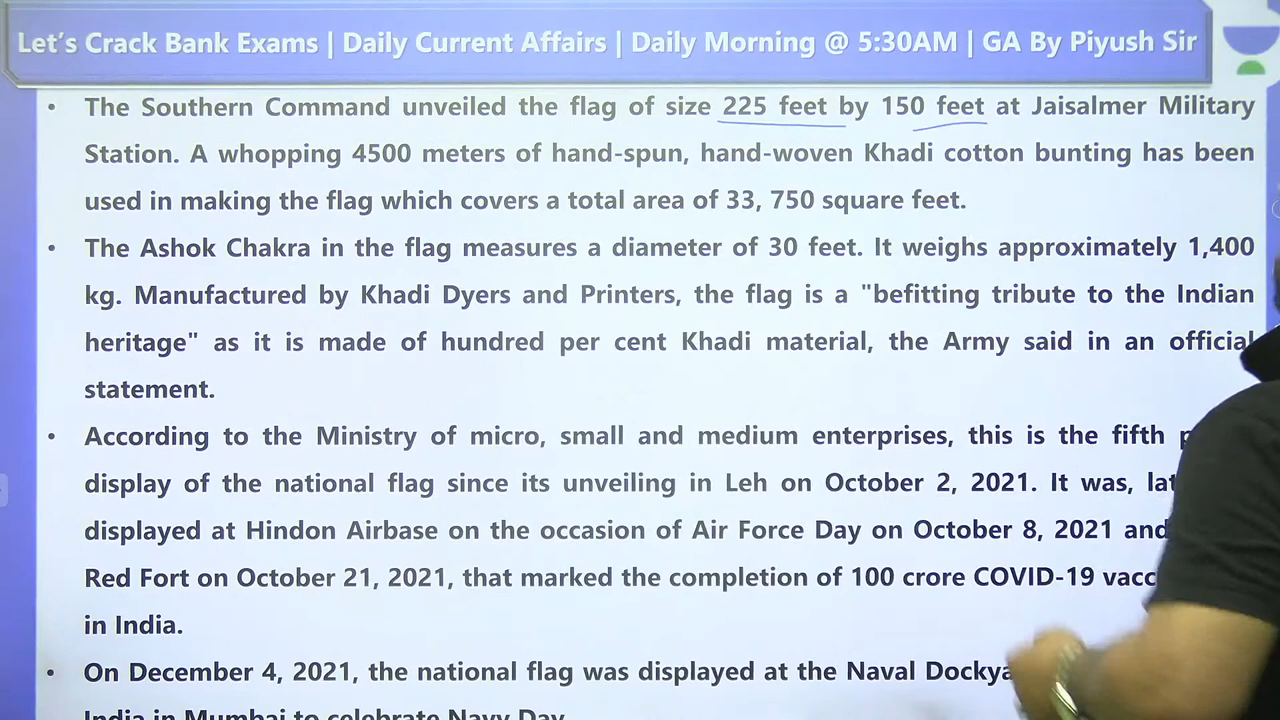 Let's Crack Bank Exams | Daily Current Affairs | Daily Morning @ 5:30AM | GA By Piyush Sir
• The Southern Command unveiled the flag of size 225 feet by 150 feet at Jaisalmer Military
Station. A whopping 4500 meters of hand-spun, hand-woven Khadi cotton bunting has been
used in making the flag which covers a total area of 33, 750 square feet.
• The Ashok Chakra in the flag measures a diameter of 30 feet. It weighs approximately 1,400
kg. Manufactured by Khadi Dyers and Printers, the flag is a "befitting tribute to the Indian
heritage" as it is made of hundred per cent Khadi material, the Army said in an official
statement.
• According to the Ministry of micro, small and medium enterprises, this is the fifth
display of the national flag since its unveiling in Leh on October 2, 2021. It was,
displayed at Hindon Airbase on the occasion of Air Force Day on October 8, 2021 and
Red Fort on October 21, 2021, that marked the completion of 100 crore COVID-19
in India.
• On December 4, 2021, the national flag was displayed at the Naval
India in Mumbai to celebrate Navy Day.